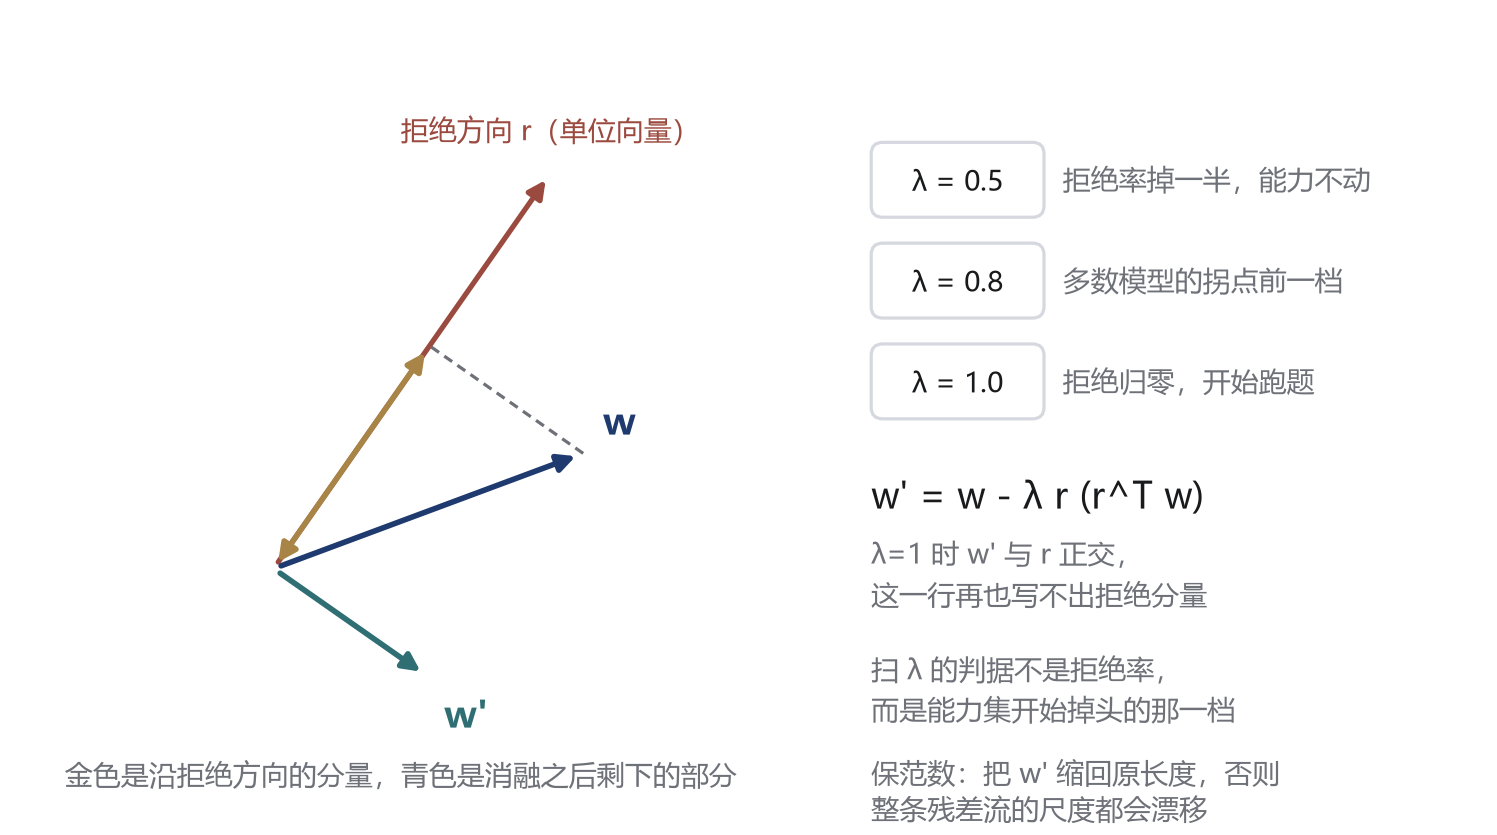 拒绝方向 r（单位向量）
w
w'
金色是沿拒绝方向的分量，青色是消融之后剩下的部分
λ = 0.5 拒绝率掉一半，能力不动
λ = 0.8 多数模型的拐点前一档
λ = 1.0 拒绝归零，开始跑题
w' = w - λ r (r^T w)
λ=1 时 w' 与 r 正交，
这一行再也写不出拒绝分量
扫 λ 的判据不是拒绝率，
而是能力集开始掉头的那一档
保范数：把 w' 缩回原长度，否则
整条残差流的尺度都会漂移